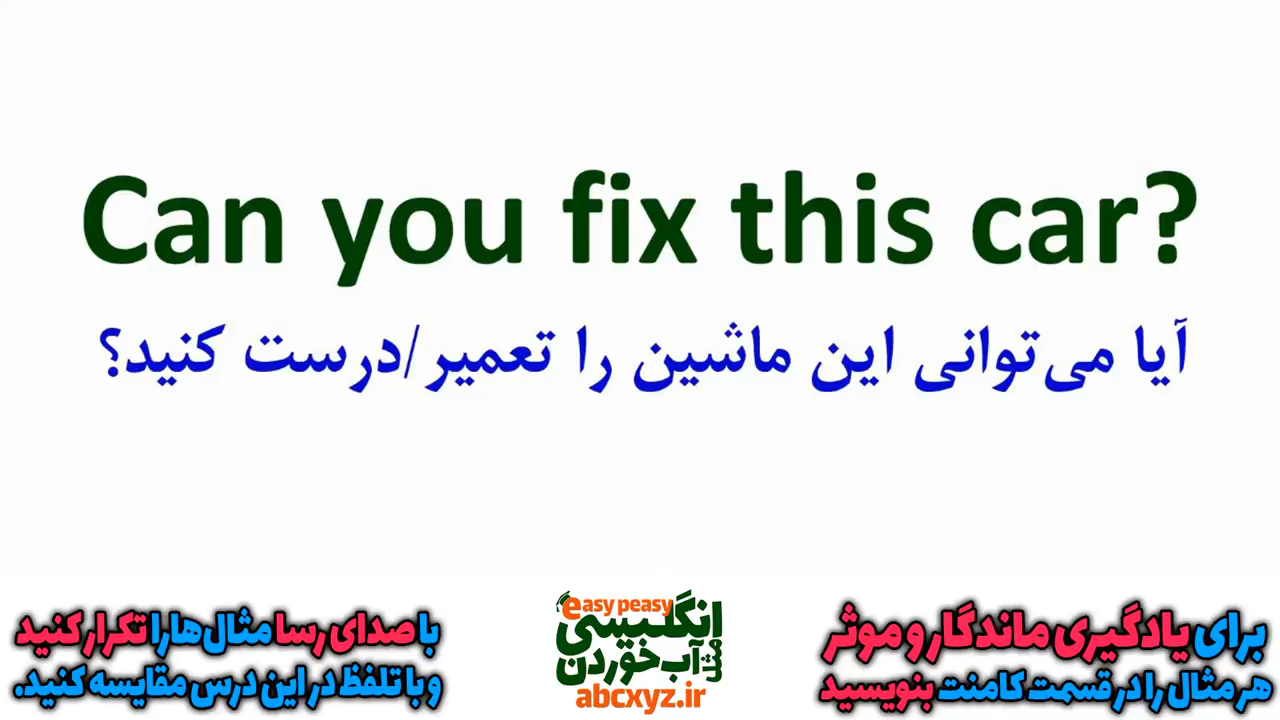 Can you fix this car?
آیا می‌توانی این ماشین را تعمیر/درست کنید؟
برای یادگیری ماندگار و موثر
هر مثال را در قسمت کامنت بنویسید
easy peasy
انگلیسی
مثل آب خوردن
abcxyz.ir
با صدای رسا مثال‌ها را تکرار کنید
و با تلفظ در این درس مقایسه کنید.